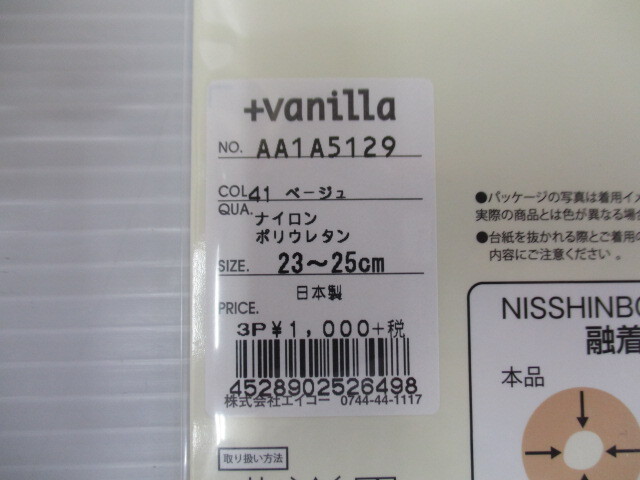 +vanilla
NO. AA1A5129
COL 41 ベージュ
QUA. ナイロン
ポリウレタン
SIZE. 23～25cm
日本製
PRICE.
3P¥1,000+税
4528902526498
株式会社エイコー 0744-44-1117
取り扱い方法
●パッケージの写真は着用イメ
実際の商品とは色が異なる場合
●台紙を抜かれる際とご着用の
内容にご注意ください。
NISSHINBO
融着
本品